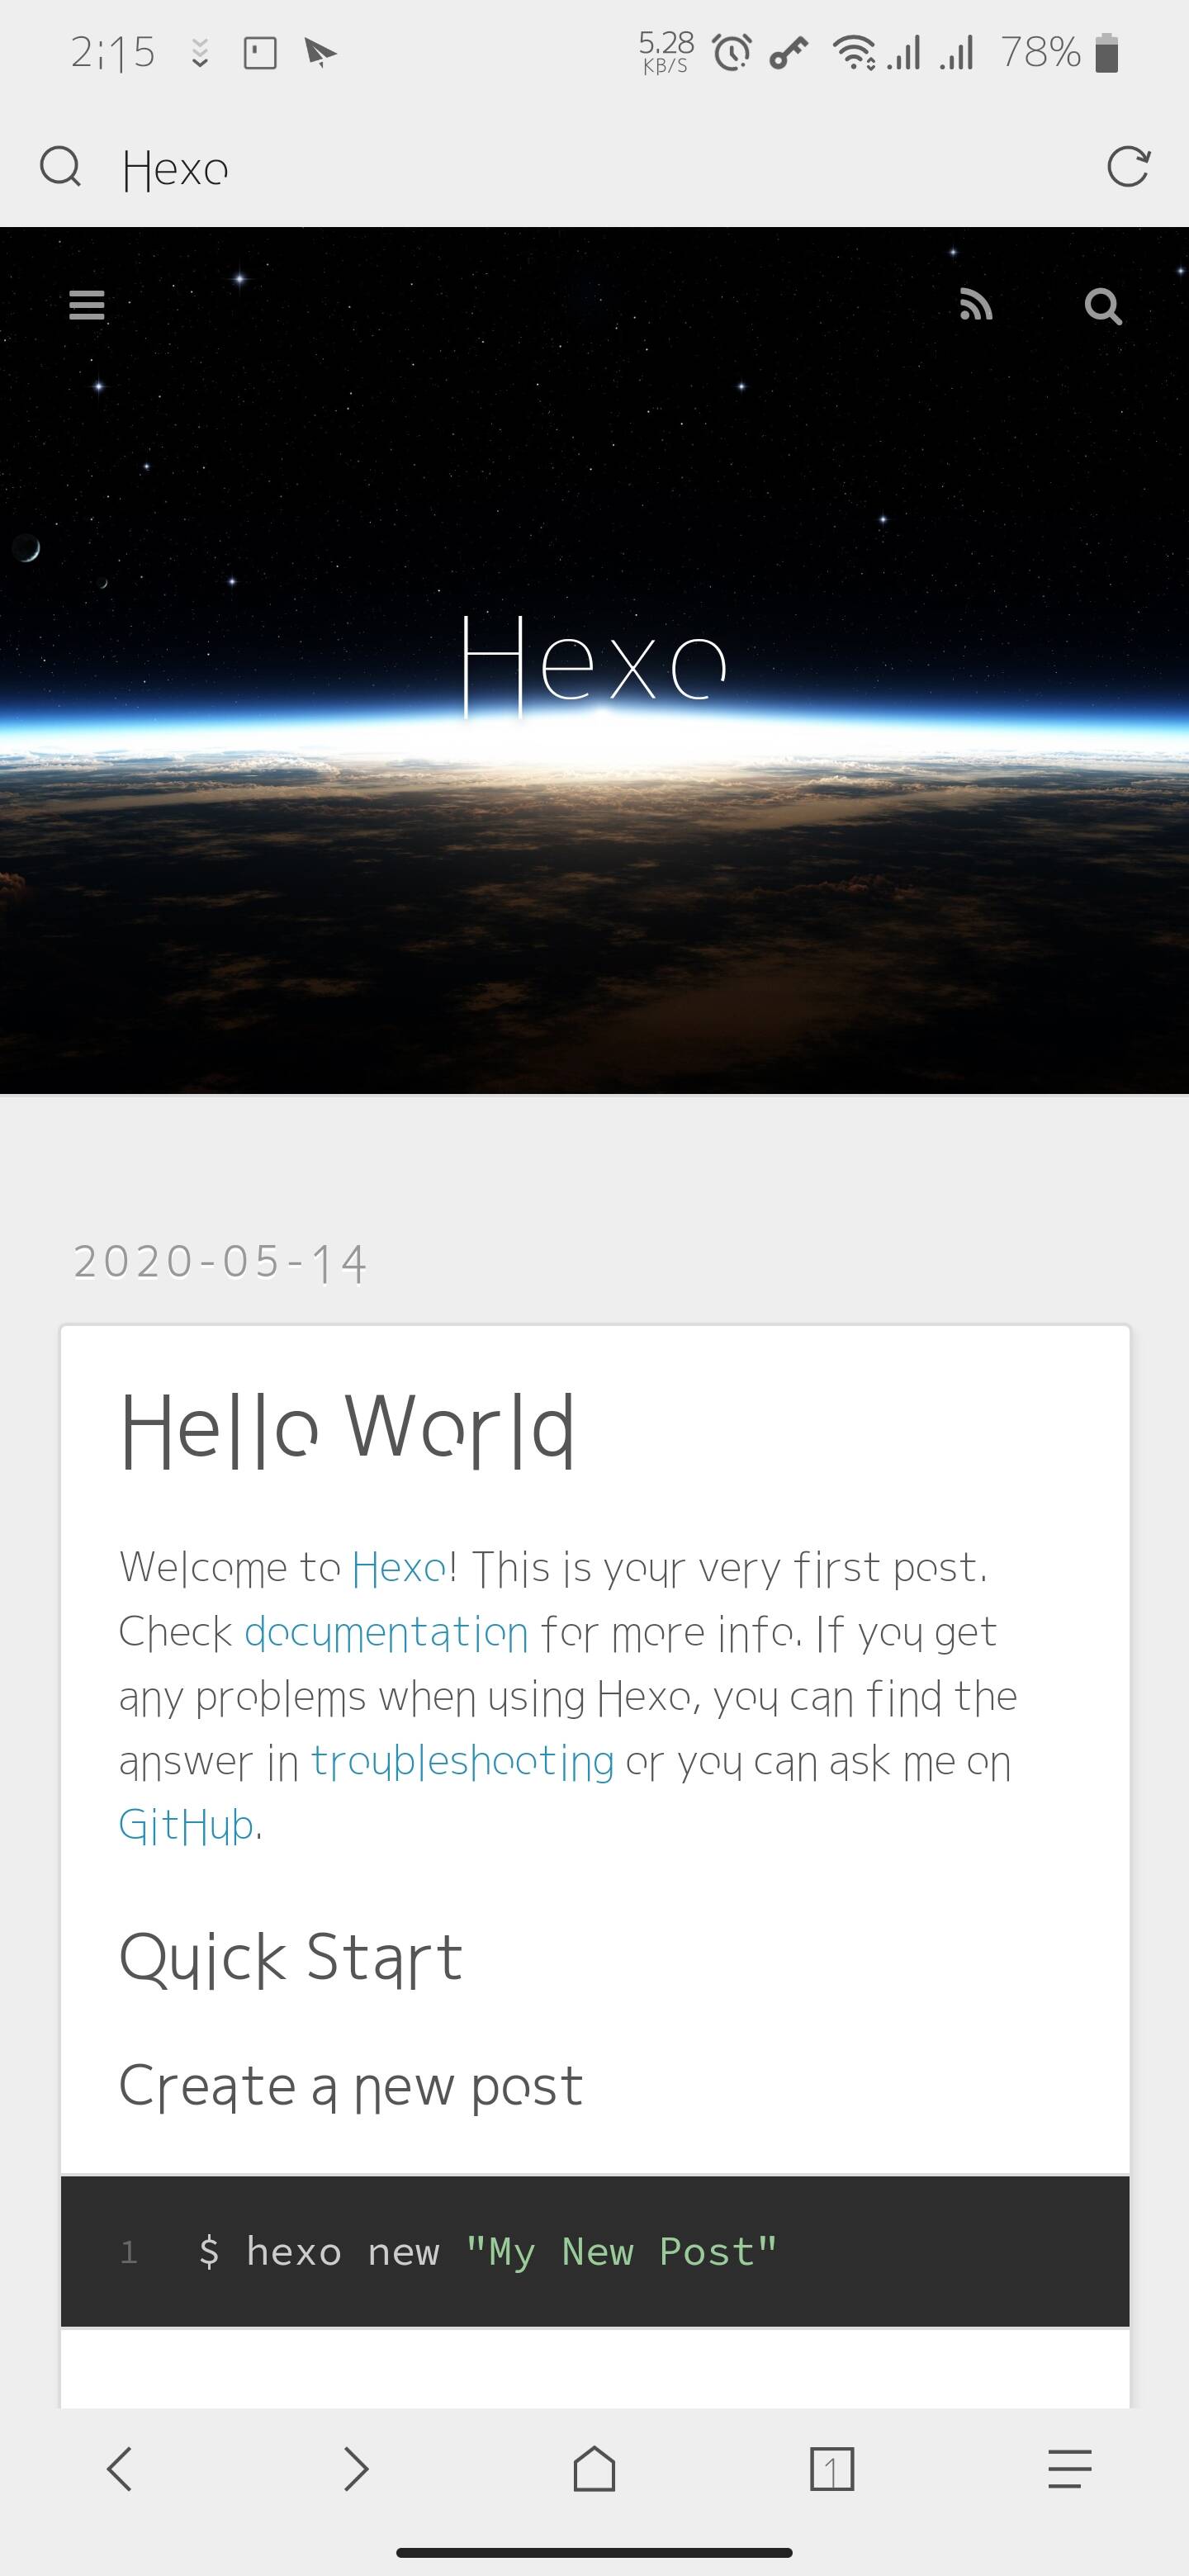 2:15
5.28
KB/S
78%
Hexo
Hexo
2020-05-14
Hello World
Welcome to Hexo! This is your very first post.
Check documentation for more info. If you get
any problems when using Hexo, you can find the
answer in troubleshooting or you can ask me on
GitHub.
Quick Start
Create a new post
1 $ hexo new "My New Post"
1